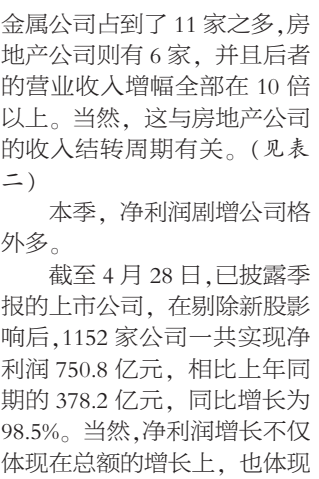 金属公司占到了 11 家之多,房
地产公司则有 6 家，并且后者
的营业收入增幅全部在 10 倍
以上。当然，这与房地产公司
的收入结转周期有关。(见表
二)
本季，净利润剧增公司格
外多。
截至 4 月 28 日,已披露季
报的上市公司，在剔除新股影
响后,1152 家公司一共实现净
利润 750.8 亿元，相比上年同
期的 378.2 亿元，同比增长为
98.5%。当然,净利润增长不仅
体现在总额的增长上，也体现